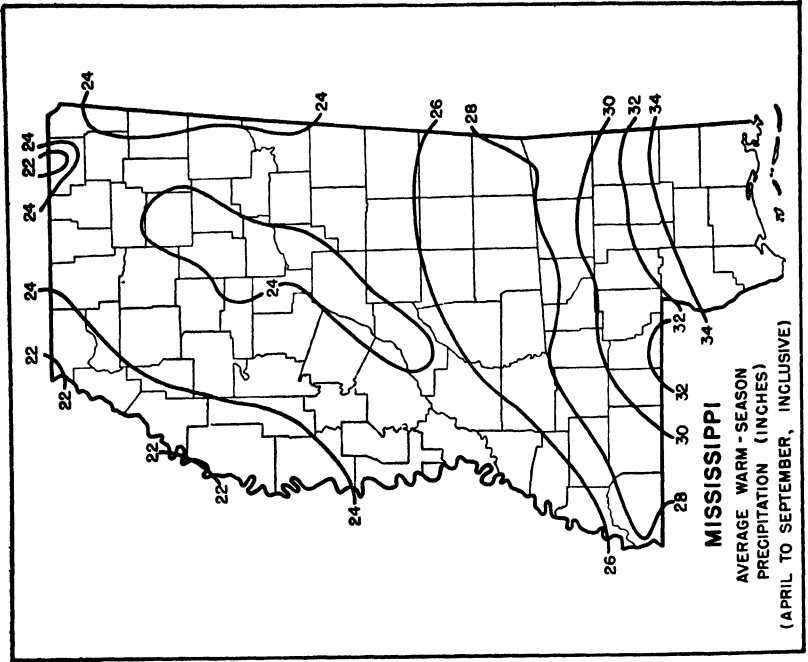 22 24 24 22 24
22
24
22
22
24
24
24
26
28
26 30
32
34
28 30 32 32
34
MISSISSIPPI
AVERAGE WARM-SEASON
PRECIPITATION (INCHES)
(APRIL TO SEPTEMBER, INCLUSIVE)